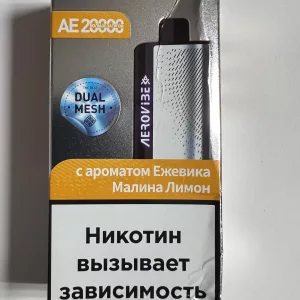 AE 20000
DUAL
MESH
AEROVIBE
с ароматом Ежевика
Малина Лимон
Никотин
вызывает
зависимость